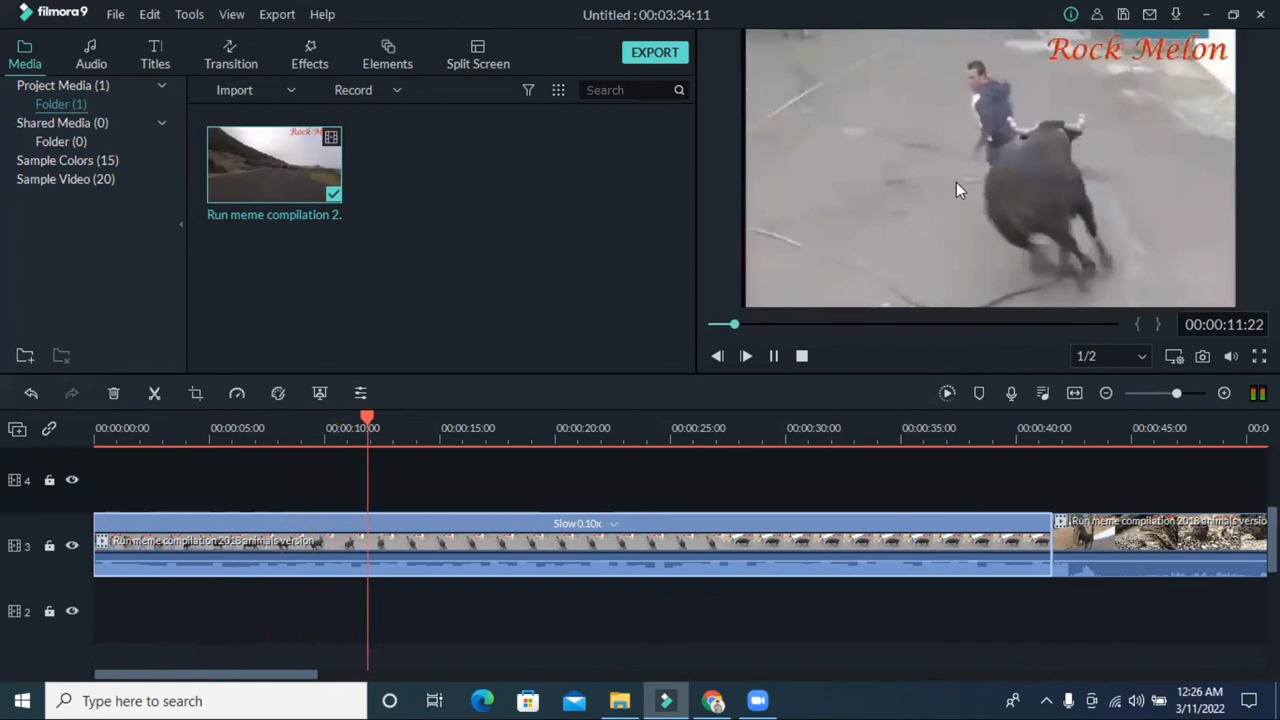 filmora9 File Edit Tools View Export Help Untitled : 00:03:34:11
Media Audio Titles Transition Effects Elements Split Screen EXPORT
Project Media (1)
Folder (1)
Shared Media (0)
Folder (0)
Sample Colors (15)
Sample Video (20)
Import Record Search
Rock M
Run meme compilation 2.
Rock Melon
{ } 00:00:11:22
1/2
00:00:00:00 00:00:05:00 00:00:10:00 00:00:15:00 00:00:20:00 00:00:25:00 00:00:30:00 00:00:35:00 00:00:40:00 00:00:45:00 00:0
4
Slow 0.10x
3 Run meme compilation 2018 animals version Run meme compilation 2018 animals versio
2
Type here to search
12:26 AM
3/11/2022